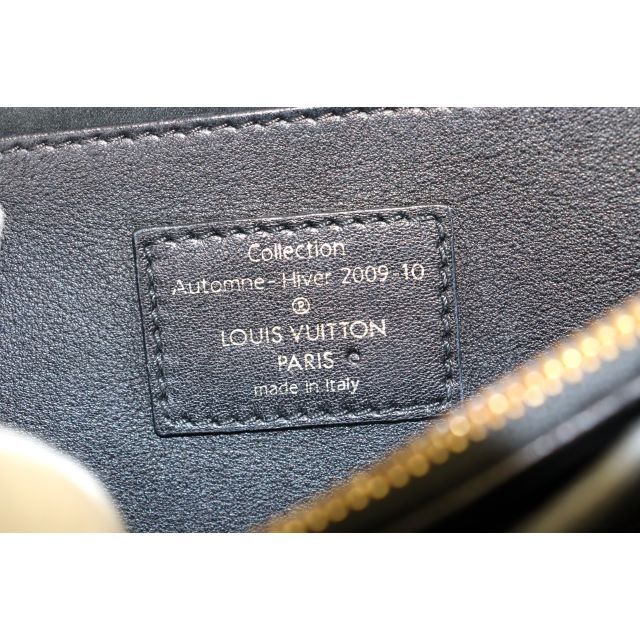 Collection
Automne-Hiver 2009-10
®
LOUIS VUITTON
PARIS
made in Italy